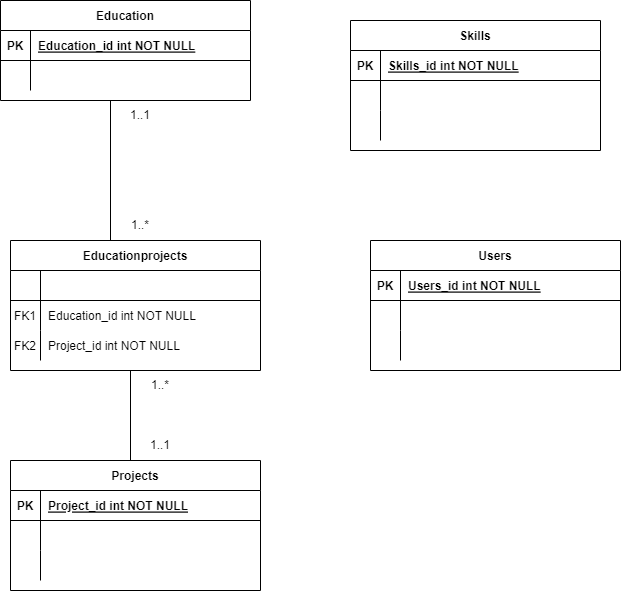 Education
PK Education_id int NOT NULL
1..1
1..*
Educationprojects
FK1 Education_id int NOT NULL
FK2 Project_id int NOT NULL
1..*
1..1
Projects
PK Project_id int NOT NULL
Skills
PK Skills_id int NOT NULL
Users
PK Users_id int NOT NULL